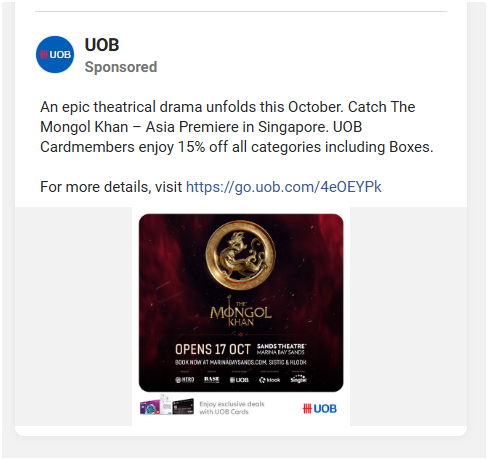 UOB
UOB
Sponsored
An epic theatrical drama unfolds this October. Catch The
Mongol Khan – Asia Premiere in Singapore. UOB
Cardmembers enjoy 15% off all categories including Boxes.
For more details, visit https://go.uob.com/4eOEYPk
THE
MONGOL
KHAN
OPENS 17 OCT
SANDS THEATRE
MARINA BAY SANDS
BOOK NOW AT MARINABAYSANDS.COM, SISTIC & KLOOK
HERO
BASE
UOB
klook
Singtel
Enjoy exclusive deals
with UOB Cards
UOB